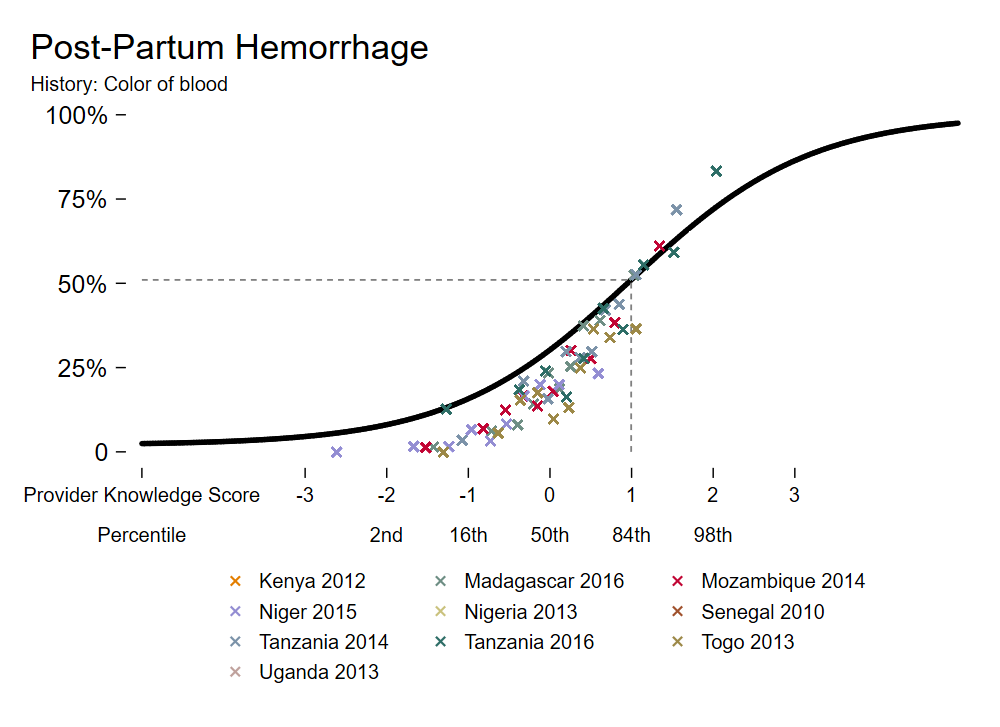 Post-Partum Hemorrhage
History: Color of blood
100%
75%
50%
25%
0
Provider Knowledge Score -3 -2 -1 0 1 2 3
Percentile 2nd 16th 50th 84th 98th
Kenya 2012 Madagascar 2016 Mozambique 2014
Niger 2015 Nigeria 2013 Senegal 2010
Tanzania 2014 Tanzania 2016 Togo 2013
Uganda 2013